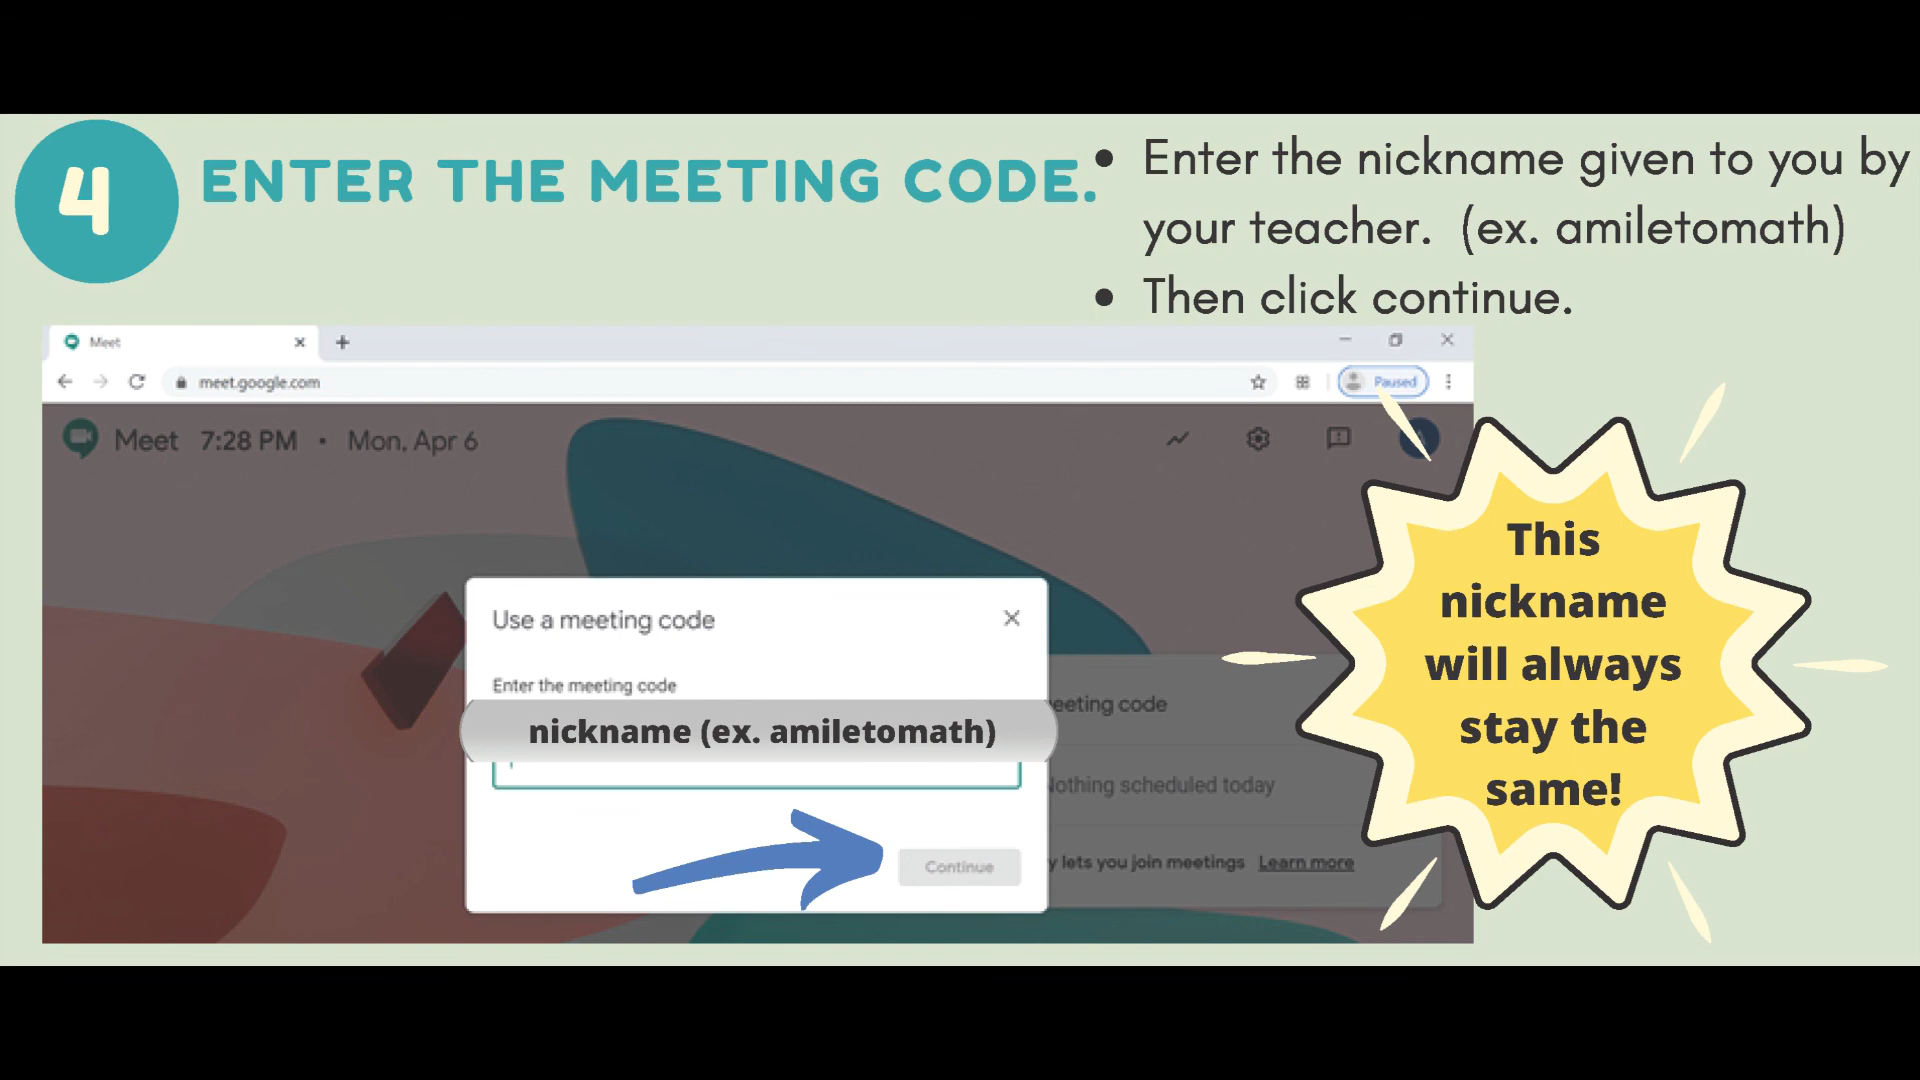 4
ENTER THE MEETING CODE.
• Enter the nickname given to you by
your teacher. (ex. amiletomath)
• Then click continue.
Meet
meet.google.com
Paused
Meet 7:28 PM • Mon, Apr 6
This
nickname
will always
stay the
same!
Use a meeting code
Enter the meeting code
nickname (ex. amiletomath)
Continue
eeting code
Nothing scheduled today
y lets you join meetings Learn more